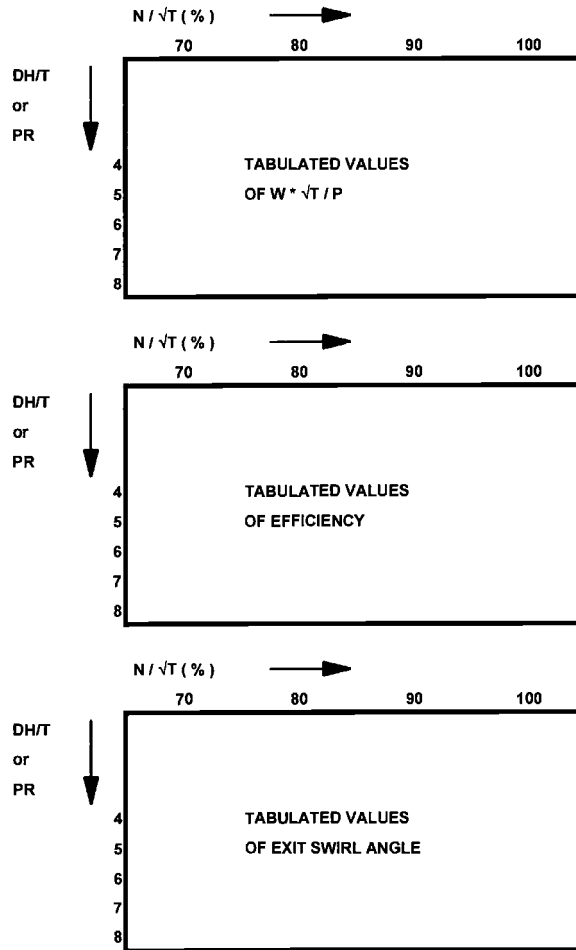 N / √T ( % )
70 80 90 100
DH/T
or
PR
4
5
6
7
8
TABULATED VALUES
OF W * √T / P
N / √T ( % )
70 80 90 100
DH/T
or
PR
4
5
6
7
8
TABULATED VALUES
OF EFFICIENCY
N / √T ( % )
70 80 90 100
DH/T
or
PR
4
5
6
7
8
TABULATED VALUES
OF EXIT SWIRL ANGLE